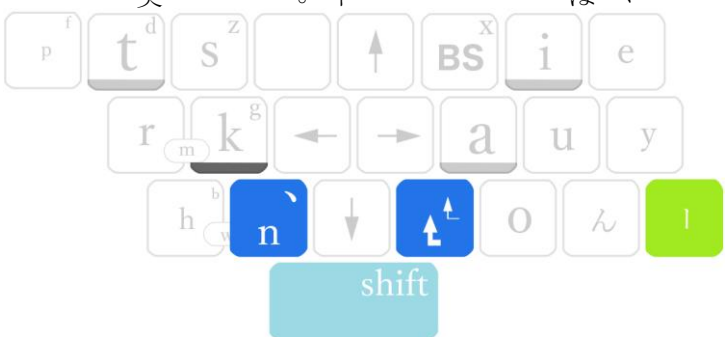 f d z x
p t s BS i e
g
r m k a u y
b
h w n 、 o ん l
shift